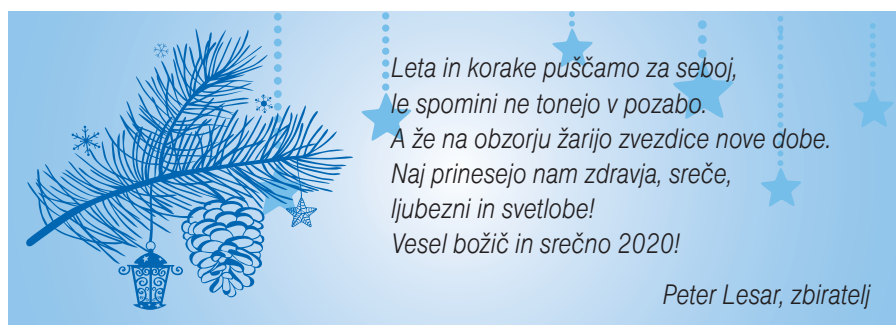 Leta in korake puščamo za seboj,
le spomini ne tonejo v pozabo.
A že na obzorju žarijo zvezdice nove dobe.
Naj prinesejo nam zdravja, sreče,
ljubezni in svetlobe!
Vesel božič in srečno 2020!
Peter Lesar, zbiratelj